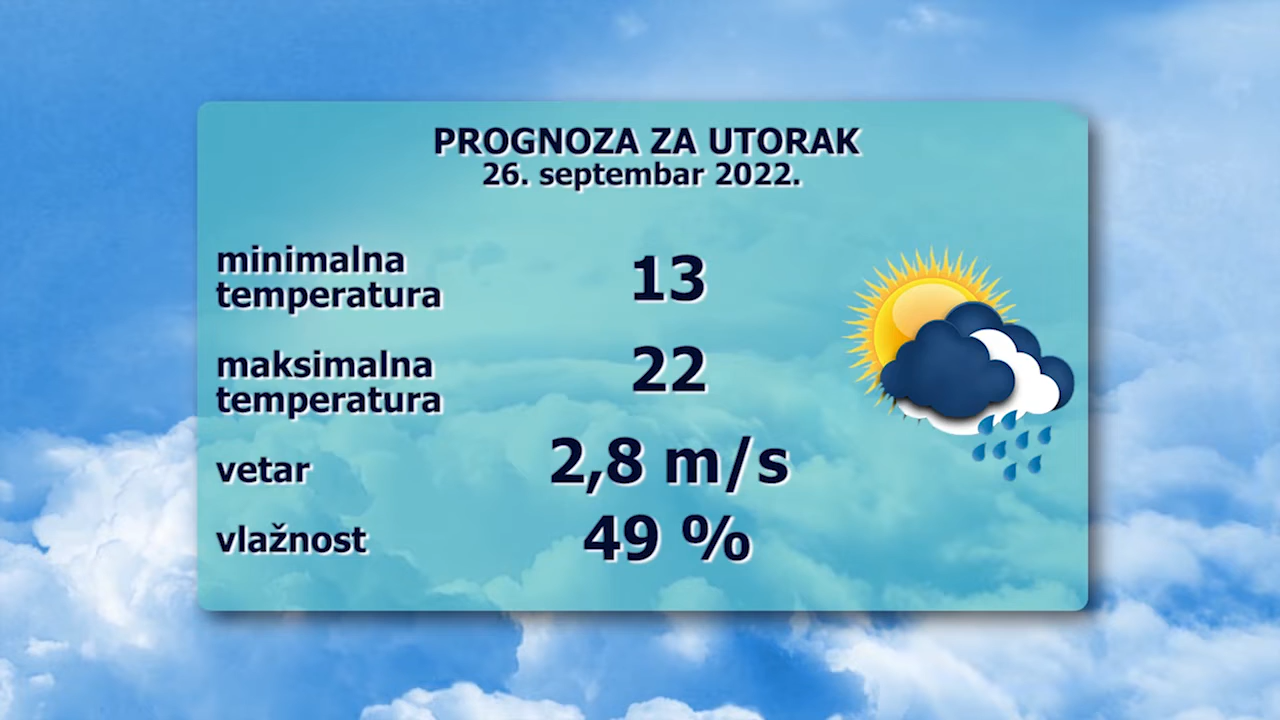 PROGNOZA ZA UTORAK
26. septembar 2022.
minimalna
temperatura
13
maksimalna
temperatura
22
vetar
2,8 m/s
vlažnost
49 %